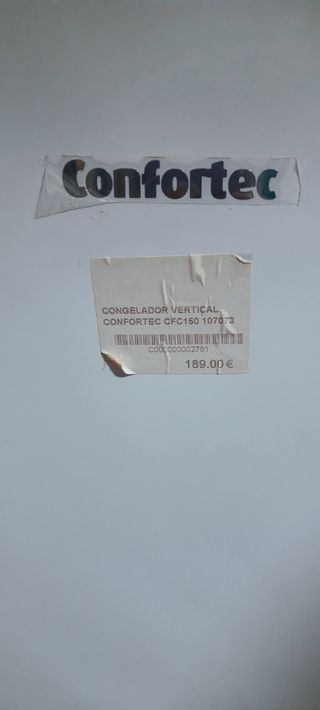 Confortec
CONGELADOR VERTICAL
CONFORTEC CFC150 107073
C000000002751
189.00 €